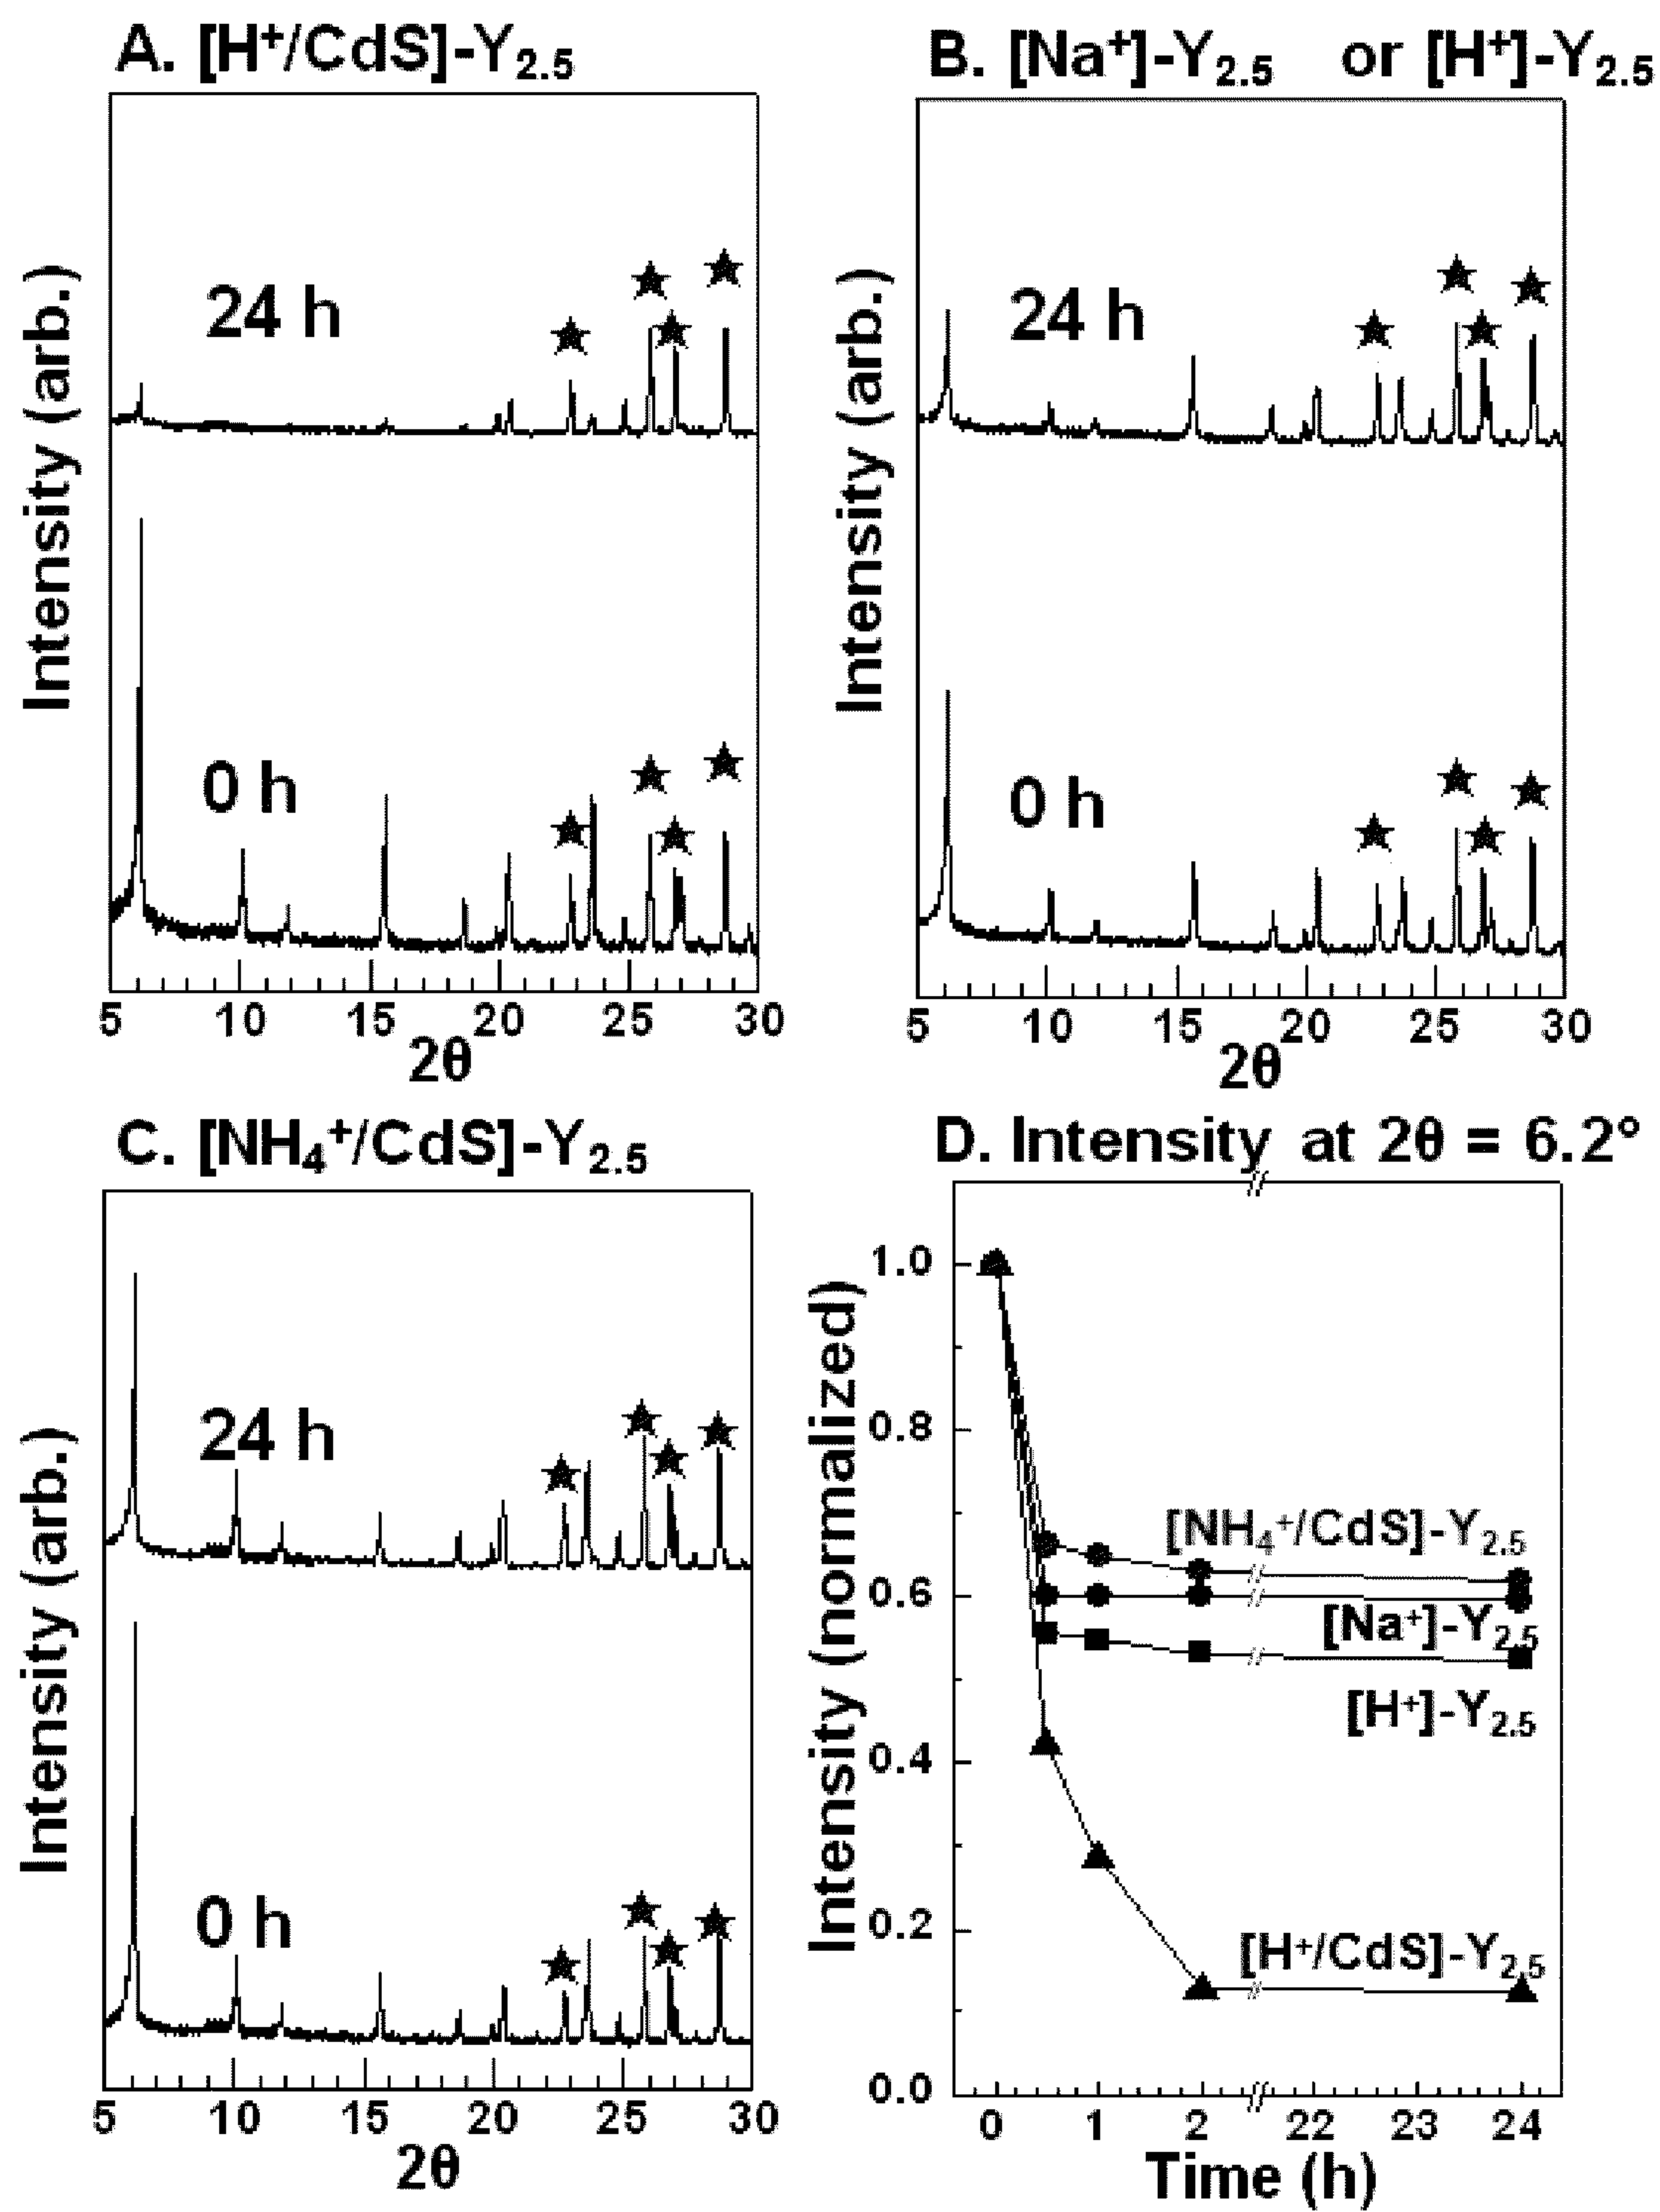 A. [H⁺/CdS]-Y₂.₅
Intensity (arb.)
24 h
0 h
5 10 15 20 25 30
2θ
B. [Na⁺]-Y₂.₅ or [H⁺]-Y₂.₅
Intensity (arb.)
24 h
0 h
5 10 15 20 25 30
2θ
C. [NH₄⁺/CdS]-Y₂.₅
Intensity (arb.)
24 h
0 h
5 10 15 20 25 30
2θ
D. Intensity at 2θ = 6.2°
Intensity (normalized)
1.0
0.8
0.6
0.4
0.2
0.0
[NH₄⁺/CdS]-Y₂.₅
[Na⁺]-Y₂.₅
[H⁺]-Y₂.₅
[H⁺/CdS]-Y₂.₅
0 1 2 22 23 24
Time (h)